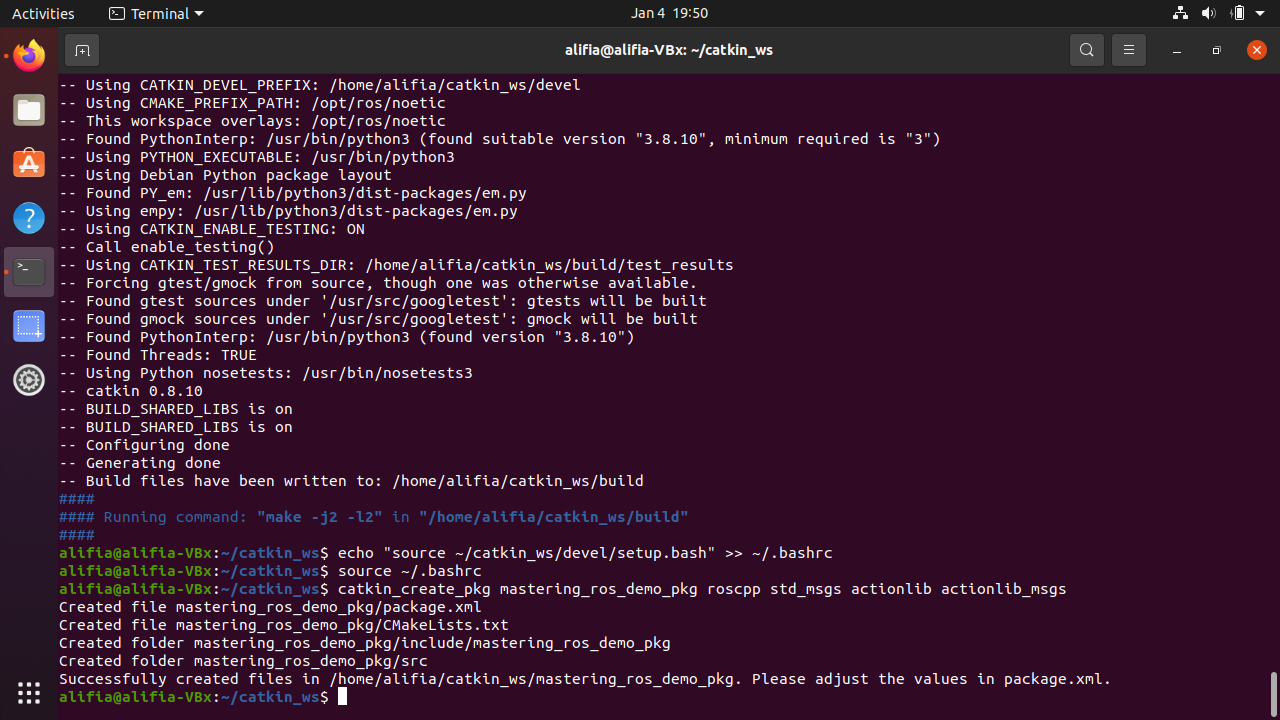 Activities
Terminal
Jan 4 19:50
alifia@alifia-VBx: ~/catkin_ws
-- Using CATKIN_DEVEL_PREFIX: /home/alifia/catkin_ws/devel
-- Using CMAKE_PREFIX_PATH: /opt/ros/noetic
-- This workspace overlays: /opt/ros/noetic
-- Found PythonInterp: /usr/bin/python3 (found suitable version "3.8.10", minimum required is "3")
-- Using PYTHON_EXECUTABLE: /usr/bin/python3
-- Using Debian Python package layout
-- Found PY_em: /usr/lib/python3/dist-packages/em.py
-- Using empy: /usr/lib/python3/dist-packages/em.py
-- Using CATKIN_ENABLE_TESTING: ON
-- Call enable_testing()
-- Using CATKIN_TEST_RESULTS_DIR: /home/alifia/catkin_ws/build/test_results
-- Forcing gtest/gmock from source, though one was otherwise available.
-- Found gtest sources under '/usr/src/googletest': gtests will be built
-- Found gmock sources under '/usr/src/googletest': gmock will be built
-- Found PythonInterp: /usr/bin/python3 (found version "3.8.10")
-- Found Threads: TRUE
-- Using Python nosetests: /usr/bin/nosetests3
-- catkin 0.8.10
-- BUILD_SHARED_LIBS is on
-- BUILD_SHARED_LIBS is on
-- Configuring done
-- Generating done
-- Build files have been written to: /home/alifia/catkin_ws/build
####
#### Running command: "make -j2 -l2" in "/home/alifia/catkin_ws/build"
####
alifia@alifia-VBx:~/catkin_ws$ echo "source ~/catkin_ws/devel/setup.bash" >> ~/.bashrc
alifia@alifia-VBx:~/catkin_ws$ source ~/.bashrc
alifia@alifia-VBx:~/catkin_ws$ catkin_create_pkg mastering_ros_demo_pkg roscpp std_msgs actionlib actionlib_msgs
Created file mastering_ros_demo_pkg/package.xml
Created file mastering_ros_demo_pkg/CMakeLists.txt
Created folder mastering_ros_demo_pkg/include/mastering_ros_demo_pkg
Created folder mastering_ros_demo_pkg/src
Successfully created files in /home/alifia/catkin_ws/mastering_ros_demo_pkg. Please adjust the values in package.xml.
alifia@alifia-VBx:~/catkin_ws$